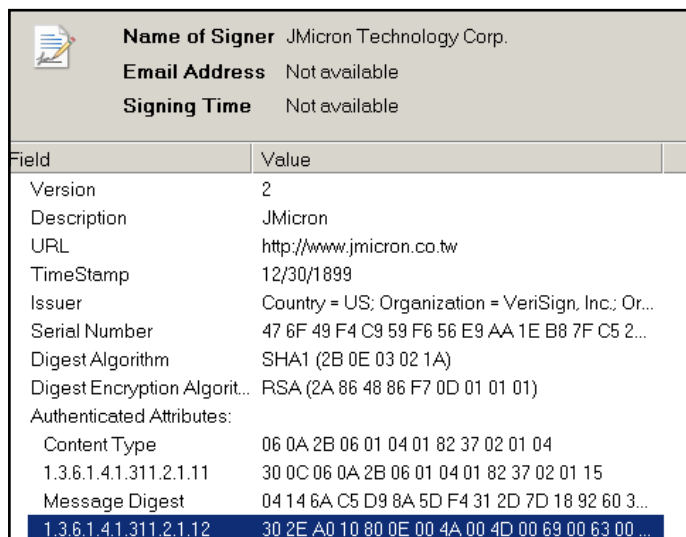 Name of Signer JMicron Technology Corp.
Email Address Not available
Signing Time Not available
Field Value
Version 2
Description JMicron
URL http://www.jmicron.co.tw
TimeStamp 12/30/1899
Issuer Country = US; Organization = VeriSign, Inc.; Or...
Serial Number 47 6F 49 F4 C9 59 F6 56 E9 AA 1E B8 7F C5 2...
Digest Algorithm SHA1 (2B 0E 03 02 1A)
Digest Encryption Algorit... RSA (2A 86 48 86 F7 0D 01 01 01)
Authenticated Attributes:
Content Type 06 0A 2B 06 01 04 01 82 37 02 01 04
1.3.6.1.4.1.311.2.1.11 30 0C 06 0A 2B 06 01 04 01 82 37 02 01 15
Message Digest 04 14 6A C5 D9 8A 5D F4 31 2D 7D 18 92 60 3...
1.3.6.1.4.1.311.2.1.12 30 2E A0 10 80 0E 00 4A 00 4D 00 69 00 63 00 ...